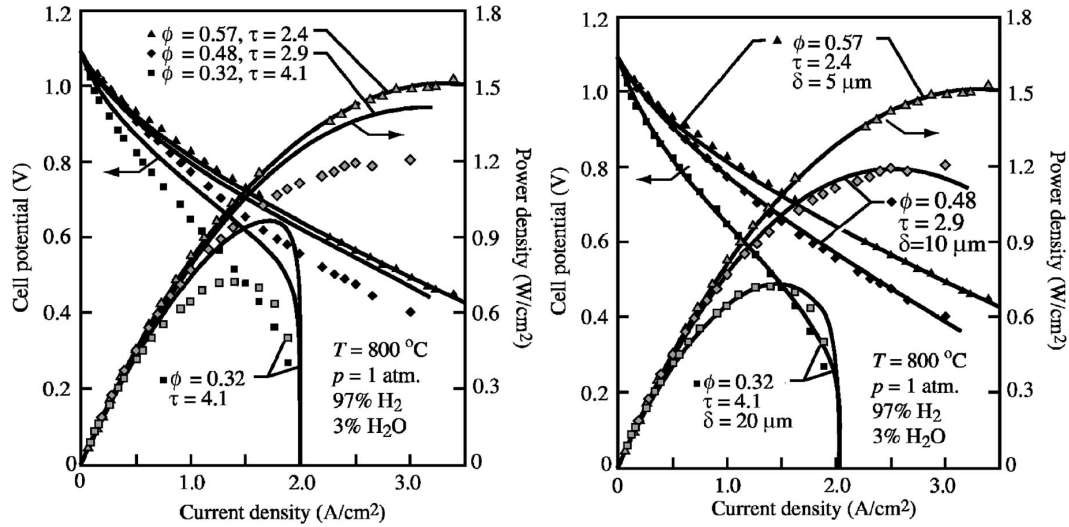 1.2
1.0
0.8
0.6
0.4
0.2
0
Cell potential (V)
0
1.0
2.0
3.0
Current density (A/cm2)
1.8
1.5
1.2
0.9
0.6
0.3
0
Power density (W/cm²)
ϕ = 0.57, τ = 2.4
ϕ = 0.48, τ = 2.9
ϕ = 0.32, τ = 4.1
ϕ = 0.32
τ = 4.1
T = 800 °C
p = 1 atm.
97% H₂
3% H₂O
1.2
1.0
0.8
0.6
0.4
0.2
0
Cell potential (V)
0
1.0
2.0
3.0
Current density (A/cm2)
1.8
1.5
1.2
0.9
0.6
0.3
0
Power density (W/cm²)
ϕ = 0.57
τ = 2.4
δ = 5 μm
ϕ = 0.48
τ = 2.9
δ=10 μm
ϕ = 0.32
τ = 4.1
δ = 20 μm
T = 800 °C
p = 1 atm.
97% H₂
3% H₂O